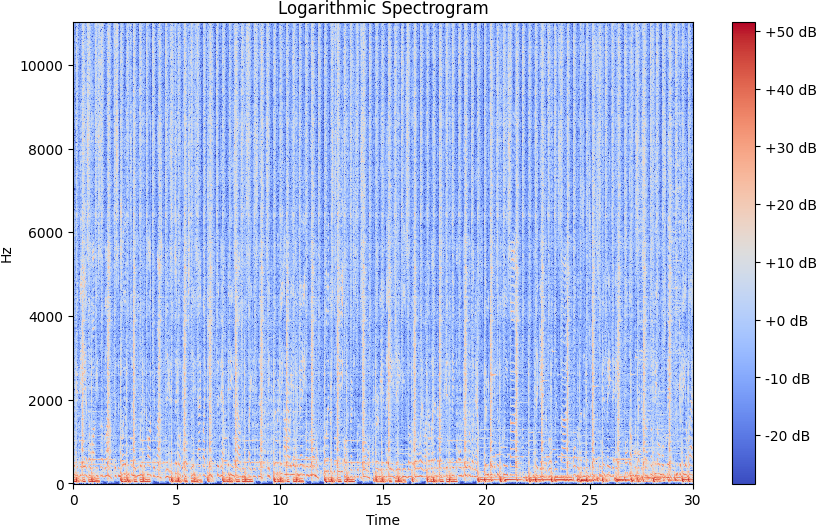 Logarithmic Spectrogram
Hz
10000
8000
6000
4000
2000
0
0 5 10 15 20 25 30
Time
+50 dB
+40 dB
+30 dB
+20 dB
+10 dB
+0 dB
-10 dB
-20 dB